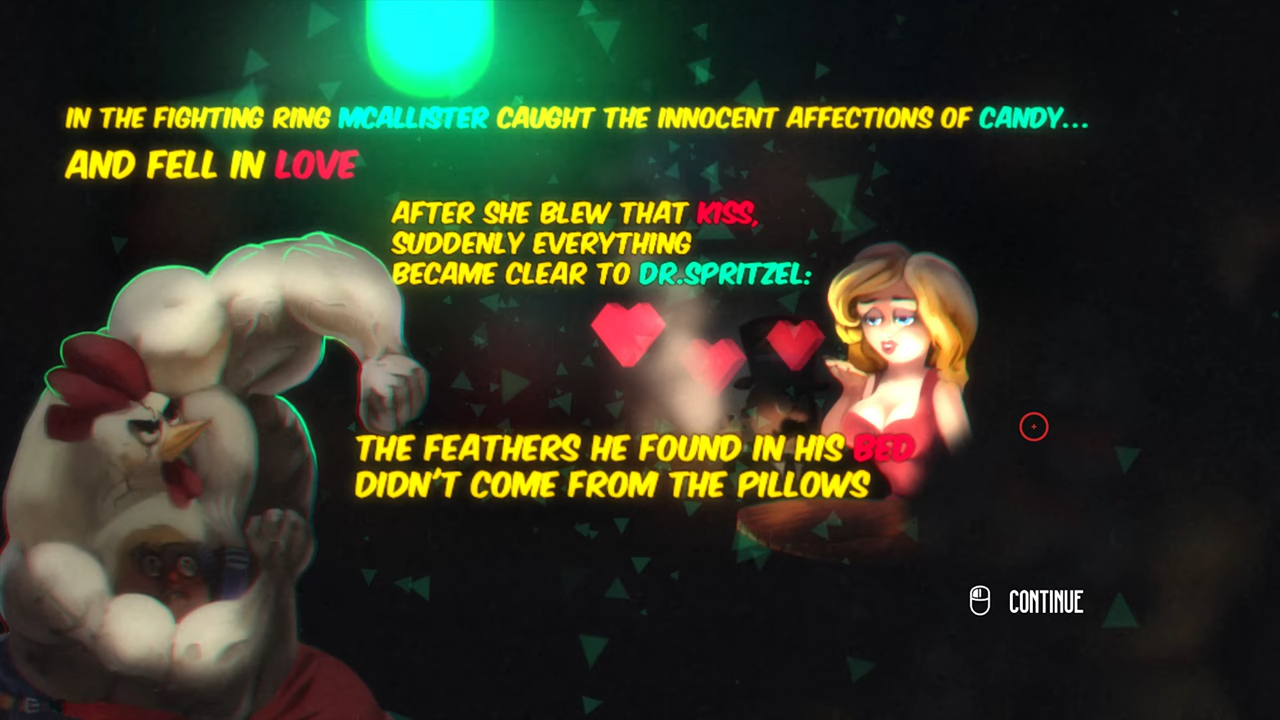 IN THE FIGHTING RING MCALLISTER CAUGHT THE INNOCENT AFFECTIONS OF CANDY...
AND FELL IN LOVE
AFTER SHE BLEW THAT KISS,
SUDDENLY EVERYTHING
BECAME CLEAR TO DR.SPRITZEL:
THE FEATHERS HE FOUND IN HIS BED
DIDN'T COME FROM THE PILLOWS
CONTINUE